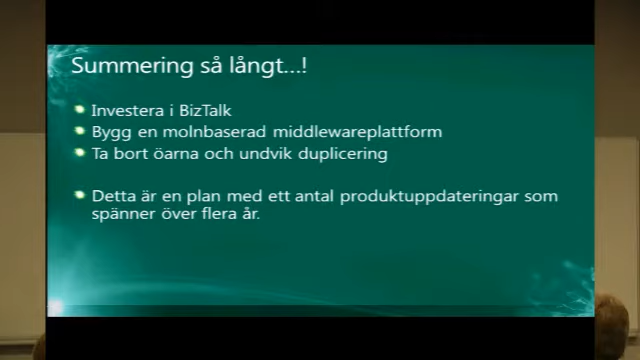 Summering så långt...!
Investera i BizTalk
Bygg en molnbaserad middlewareplattform
Ta bort öarna och undvik duplicering
Detta är en plan med ett antal produktuppdateringar som
spänner över flera år.